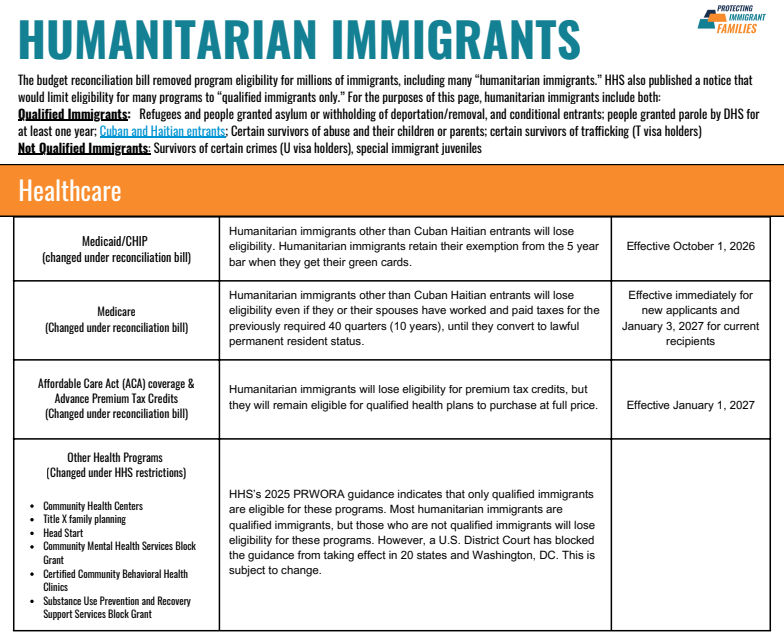 PROTECTING
IMMIGRANT
FAMILIES
HUMANITARIAN IMMIGRANTS
The budget reconciliation bill removed program eligibility for millions of immigrants, including many “humanitarian immigrants.” HHS also published a notice that
would limit eligibility for many programs to “qualified immigrants only.” For the purposes of this page, humanitarian immigrants include both:
Qualified Immigrants: Refugees and people granted asylum or withholding of deportation/removal, and conditional entrants; people granted parole by DHS for
at least one year; Cuban and Haitian entrants; Certain survivors of abuse and their children or parents; certain survivors of trafficking (T visa holders)
Not Qualified Immigrants: Survivors of certain crimes (U visa holders), special immigrant juveniles
Healthcare
Medicaid/CHIP
(changed under reconciliation bill)
Humanitarian immigrants other than Cuban Haitian entrants will lose
eligibility. Humanitarian immigrants retain their exemption from the 5 year
bar when they get their green cards.
Effective October 1, 2026
Medicare
(Changed under reconciliation bill)
Humanitarian immigrants other than Cuban Haitian entrants will lose
eligibility even if they or their spouses have worked and paid taxes for the
previously required 40 quarters (10 years), until they convert to lawful
permanent resident status.
Effective immediately for
new applicants and
January 3, 2027 for current
recipients
Affordable Care Act (ACA) coverage &
Advance Premium Tax Credits
(Changed under reconciliation bill)
Humanitarian immigrants will lose eligibility for premium tax credits, but
they will remain eligible for qualified health plans to purchase at full price.
Effective January 1, 2027
Other Health Programs
(Changed under HHS restrictions)
• Community Health Centers
• Title X family planning
• Head Start
• Community Mental Health Services Block
Grant
• Certified Community Behavioral Health
Clinics
• Substance Use Prevention and Recovery
Support Services Block Grant
HHS’s 2025 PRWORA guidance indicates that only qualified immigrants
are eligible for these programs. Most humanitarian immigrants are
qualified immigrants, but those who are not qualified immigrants will lose
eligibility for these programs. However, a U.S. District Court has blocked
the guidance from taking effect in 20 states and Washington, DC. This is
subject to change.